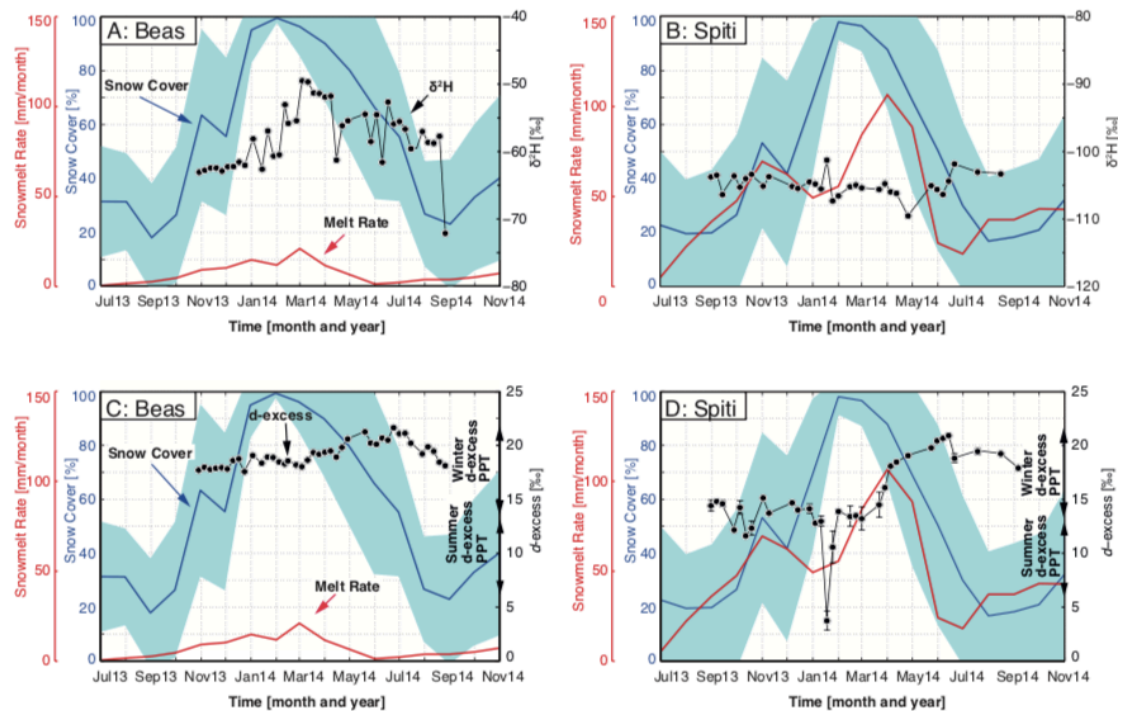 A: Beas
Snow Cover
δ²H
Melt Rate
Snowmelt Rate [mm/month]
150
100
50
0
Snow Cover [%]
100
80
60
40
20
0
δ²H [‰]
−40
−50
−60
−70
−80
Jul13 Sep13 Nov13 Jan14 Mar14 May14 Jul14 Sep14 Nov14
Time [month and year]
B: Spiti
Snowmelt Rate [mm/month]
150
100
50
0
Snow Cover [%]
100
80
60
40
20
0
δ²H [‰]
−80
−90
−100
−110
−120
Jul13 Sep13 Nov13 Jan14 Mar14 May14 Jul14 Sep14 Nov14
Time [month and year]
C: Beas
d-excess
Snow Cover
Melt Rate
Snowmelt Rate [mm/month]
150
100
50
0
Snow Cover [%]
100
80
60
40
20
0
Winter
d-excess
PPT
Summer
d-excess
PPT
d-excess [‰]
25
20
15
10
5
0
Jul13 Sep13 Nov13 Jan14 Mar14 May14 Jul14 Sep14 Nov14
Time [month and year]
D: Spiti
Snowmelt Rate [mm/month]
150
100
50
0
Snow Cover [%]
100
80
60
40
20
0
Winter
d-excess
PPT
Summer
d-excess
PPT
d-excess [‰]
25
20
15
10
5
0
Jul13 Sep13 Nov13 Jan14 Mar14 May14 Jul14 Sep14 Nov14
Time [month and year]